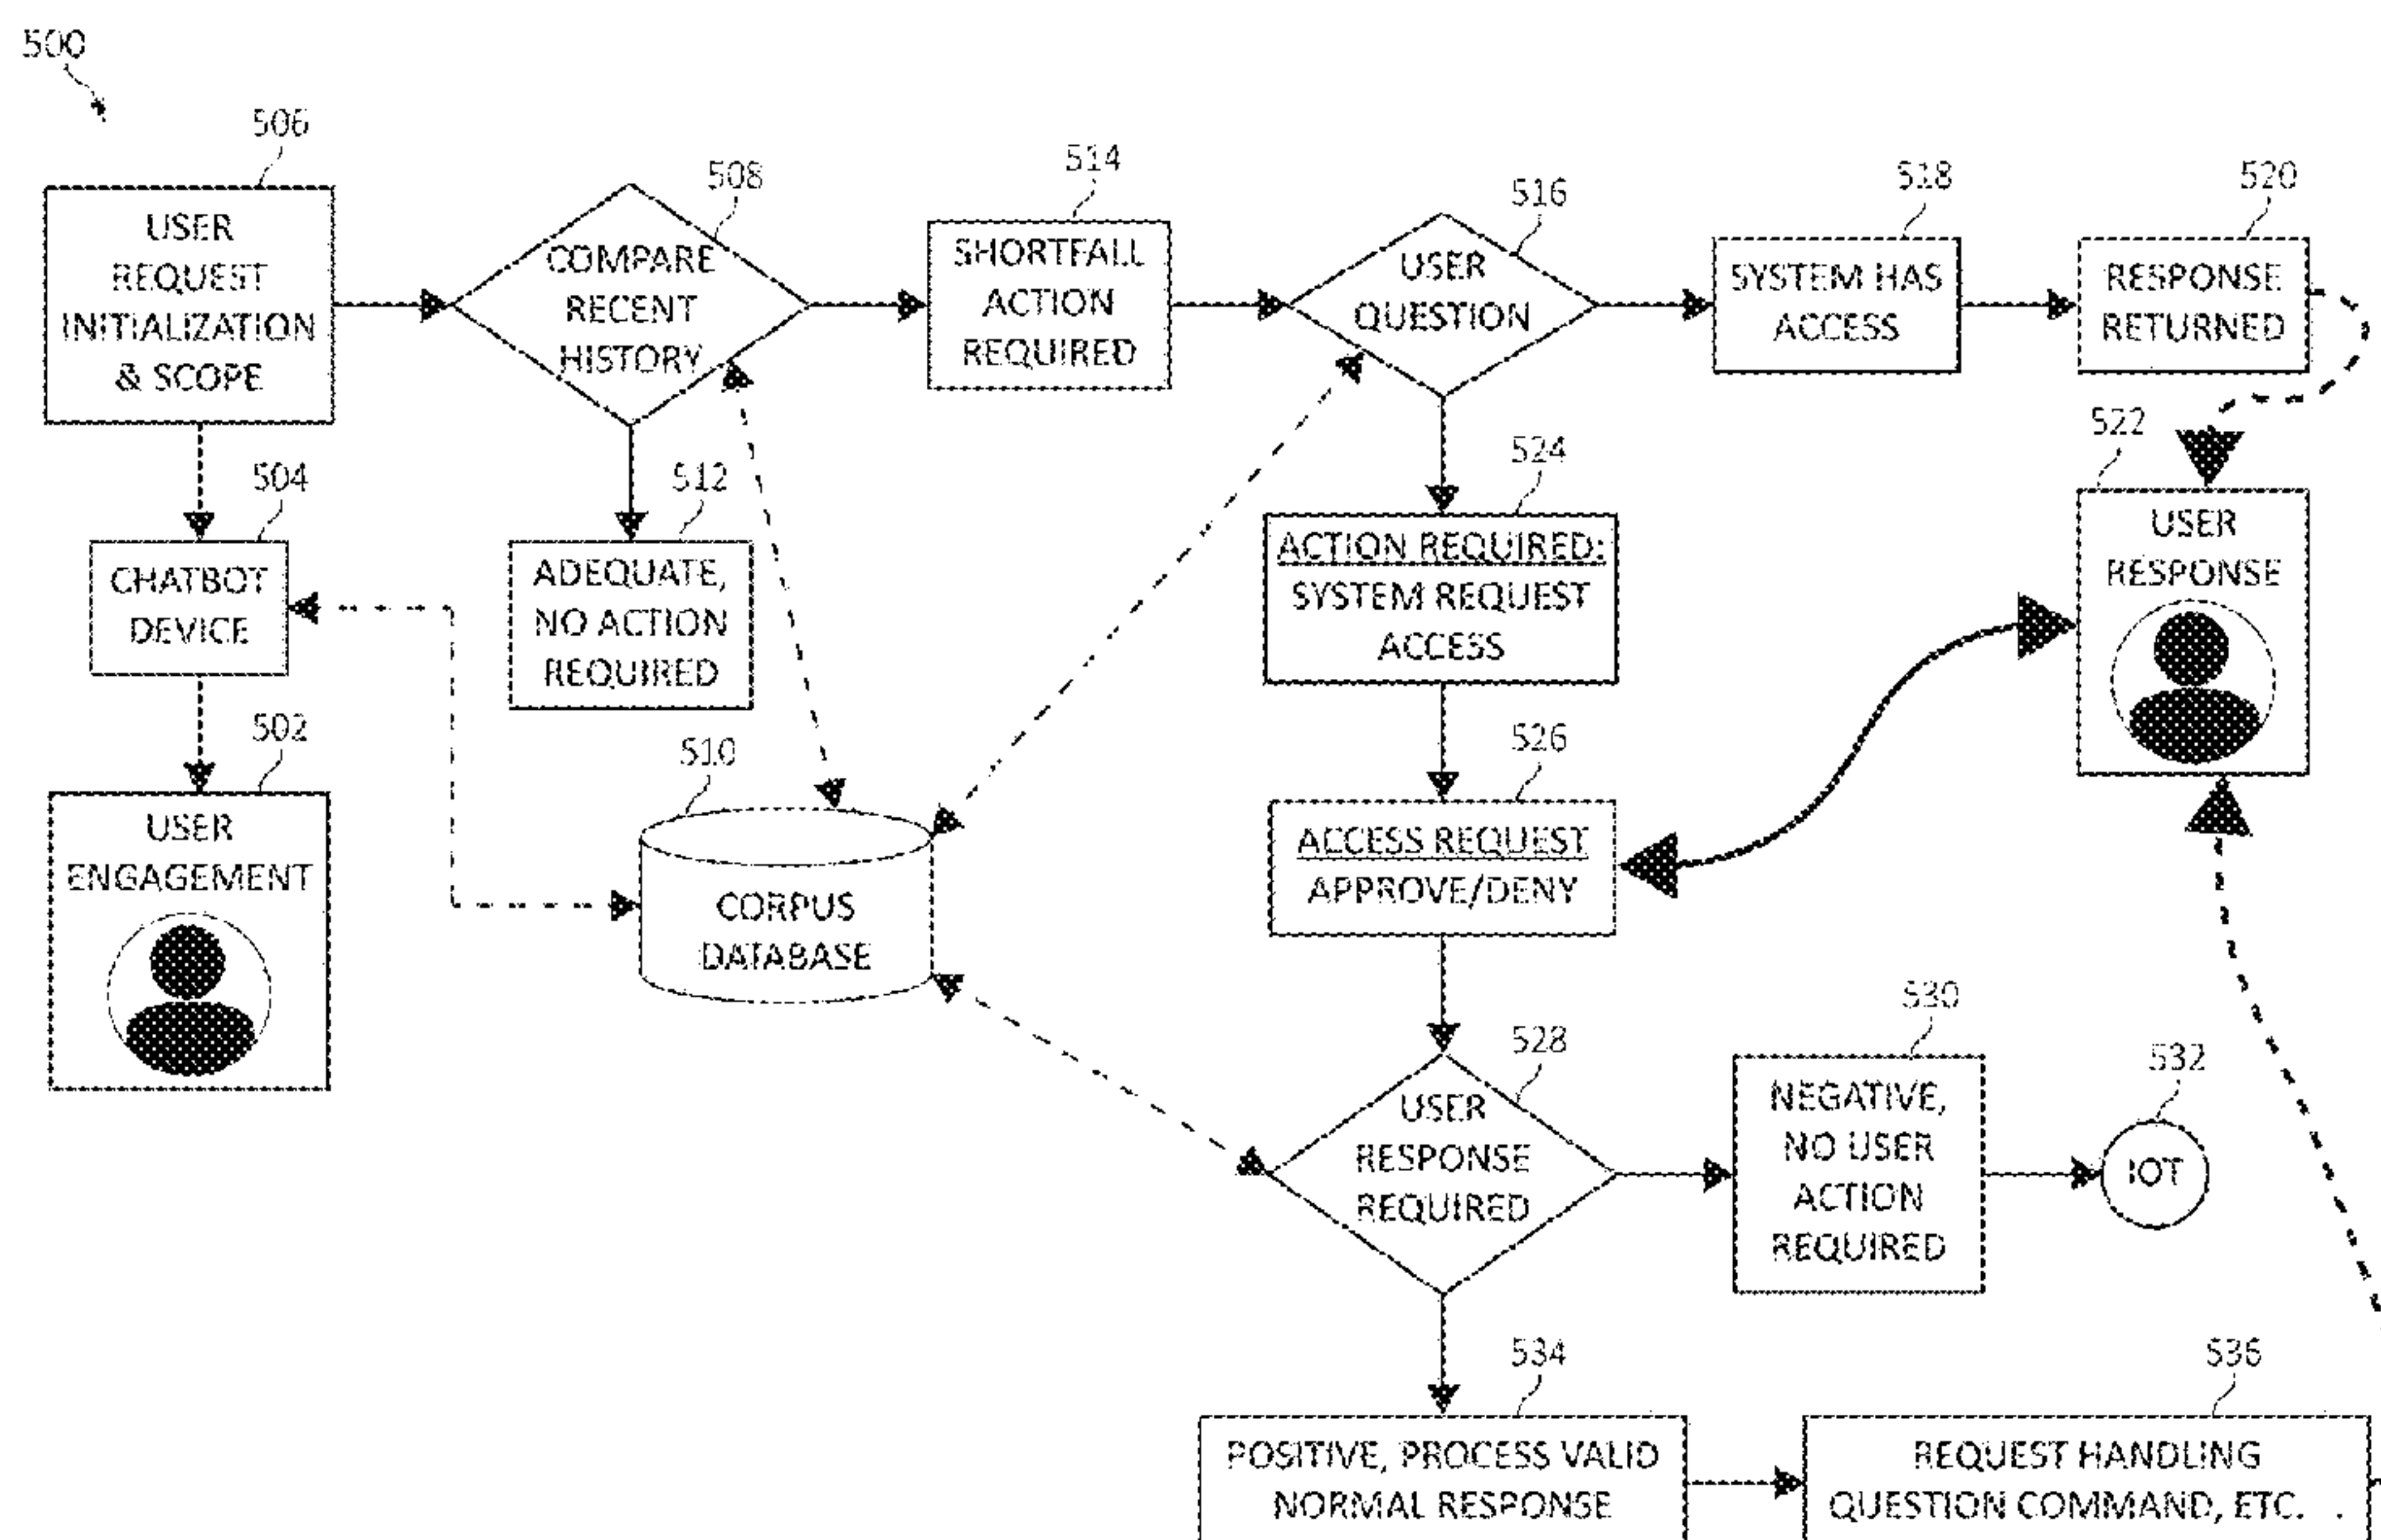 500
506
USER
REQUEST
INITIALIZATION
& SCOPE
508
COMPARE
RECENT
HISTORY
514
SHORTFALL
ACTION
REQUIRED
516
USER
QUESTION
518
SYSTEM HAS
ACCESS
520
RESPONSE
RETURNED
504
CHATBOT
DEVICE
512
ADEQUATE,
NO ACTION
REQUIRED
524
ACTION REQUIRED:
SYSTEM REQUEST
ACCESS
522
USER
RESPONSE
502
USER
ENGAGEMENT
510
CORPUS
DATABASE
526
ACCESS REQUEST
APPROVE/DENY
528
USER
RESPONSE
REQUIRED
530
NEGATIVE,
NO USER
ACTION
REQUIRED
532
IOT
534
POSITIVE, PROCESS VALID
NORMAL RESPONSE
536
REQUEST HANDLING
QUESTION COMMAND, ETC. .